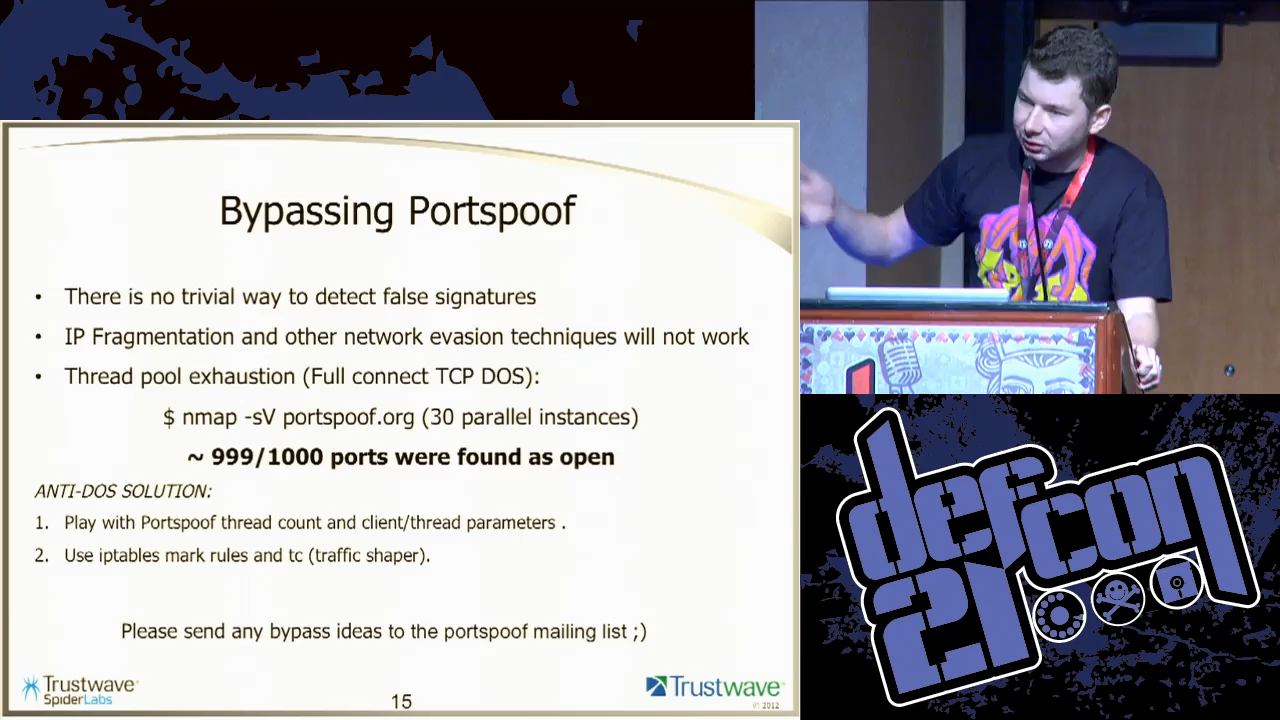 Bypassing Portspoof
• There is no trivial way to detect false signatures
• IP Fragmentation and other network evasion techniques will not work
• Thread pool exhaustion (Full connect TCP DOS):
$ nmap -sV portspoof.org (30 parallel instances)
~ 999/1000 ports were found as open
ANTI-DOS SOLUTION:
1. Play with Portspoof thread count and client/thread parameters .
2. Use iptables mark rules and tc (traffic shaper).
Please send any bypass ideas to the portspoof mailing list ;)
Trustwave
SpiderLabs
15
Trustwave
© 2012
defcon
21